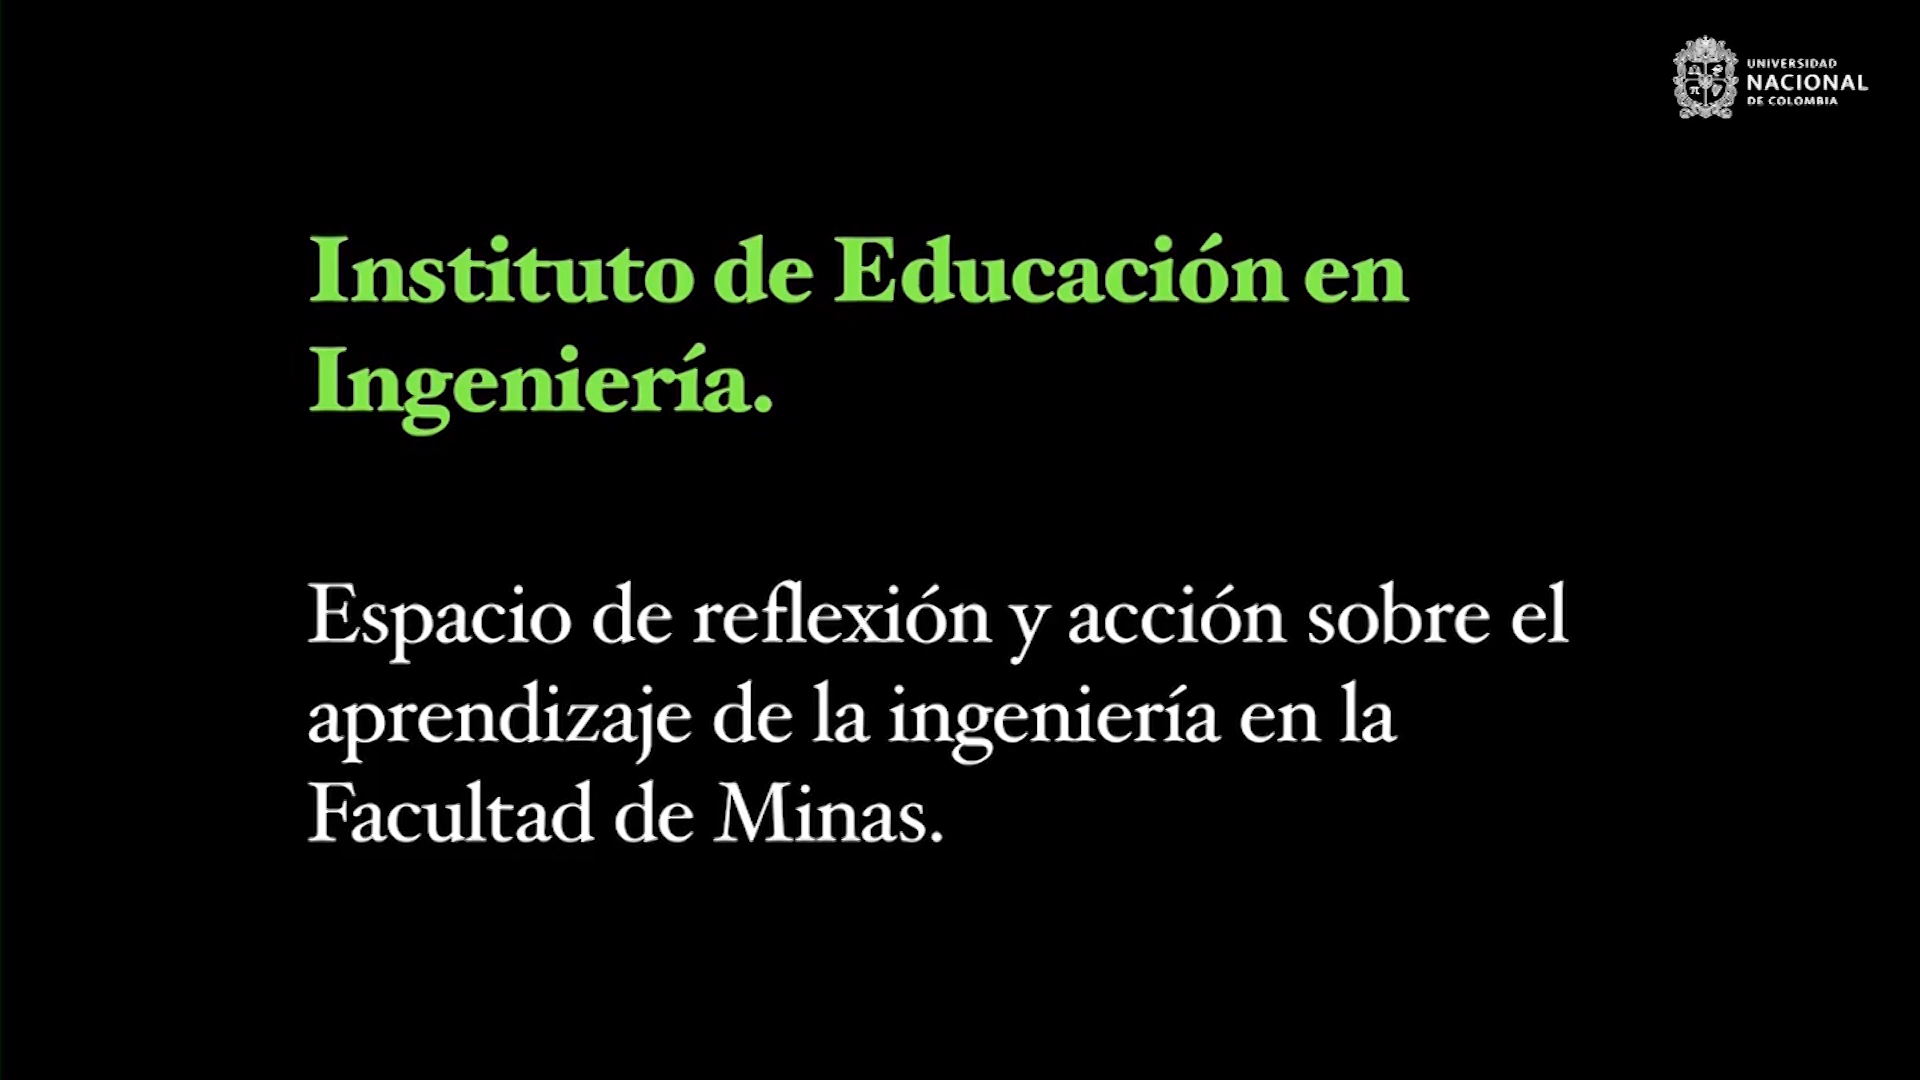 UNIVERSIDAD
NACIONAL
DE COLOMBIA
Instituto de Educación en
Ingeniería.
Espacio de reflexión y acción sobre el
aprendizaje de la ingeniería en la
Facultad de Minas.